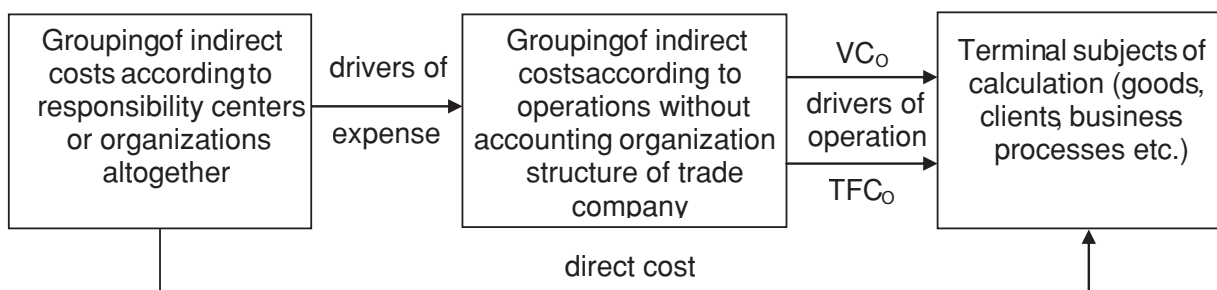 Groupingof indirect
costs according to
responsibility centers
or organizations
altogether
drivers of
expense
Groupingof indirect
costsaccording to
operations without
accounting organization
structure of trade
company
VCO
drivers of
operation
TFCO
Terminal subjects of
calculation (goods,
clients, business
processes etc.)
direct cost